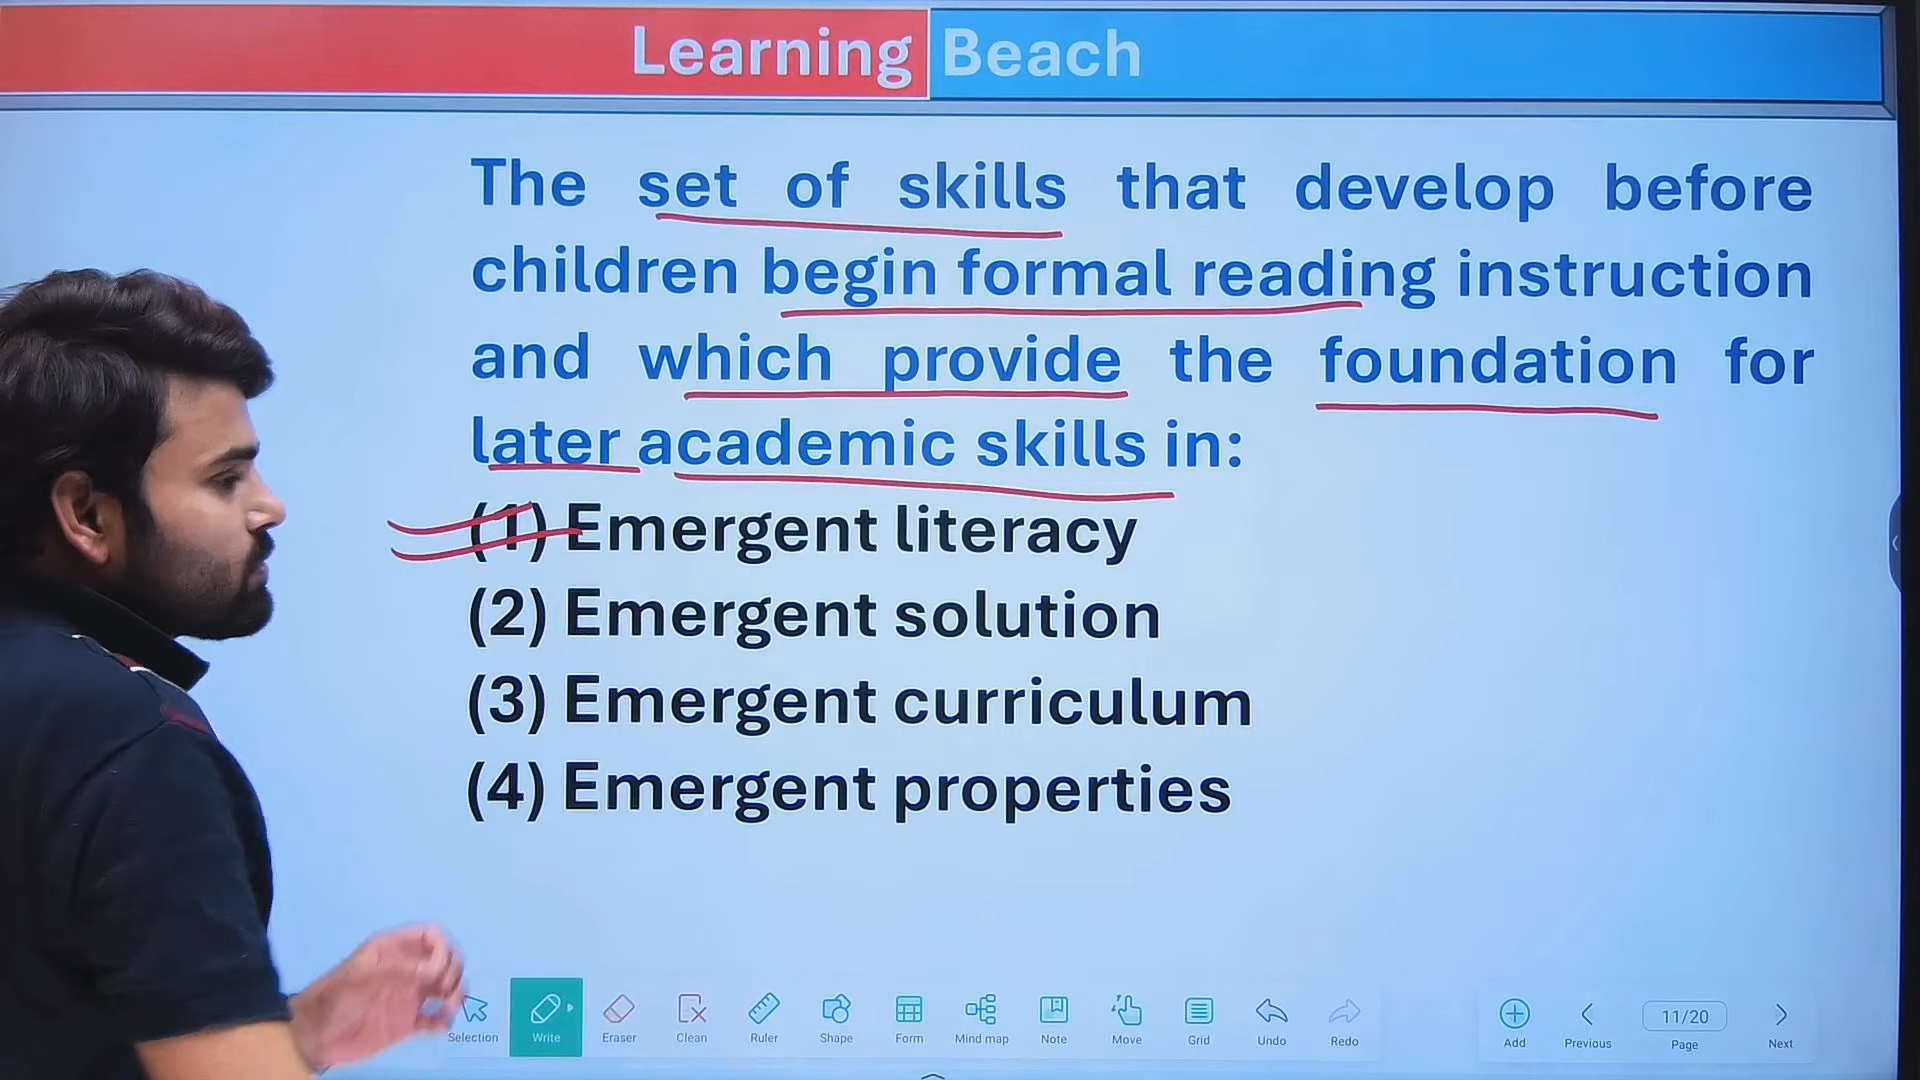 Learning Beach
The set of skills that develop before
children begin formal reading instruction
and which provide the foundation for
later academic skills in:
(1) Emergent literacy
(2) Emergent solution
(3) Emergent curriculum
(4) Emergent properties
Selection Write Eraser Clean Ruler Shape Form Mind map Note Move Grid Undo Redo Add Previous 11/20 Page Next